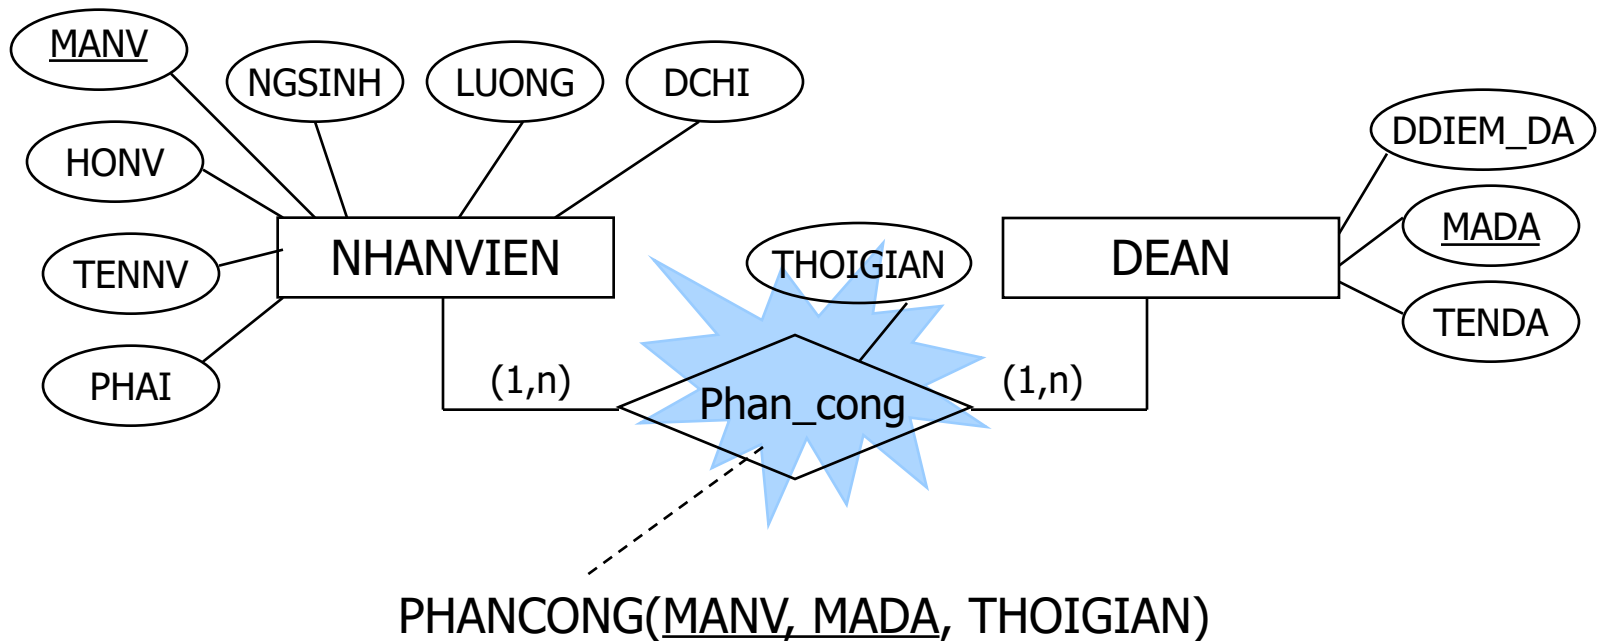 MANV
NGSINH
LUONG
DCHI
DDIEM_DA
HONV
MADA
NHANVIEN
THOIGIAN
DEAN
TENNV
TENDA
PHAI
(1,n)
(1,n)
Phan_cong
PHANCONG(MANV, MADA, THOIGIAN)